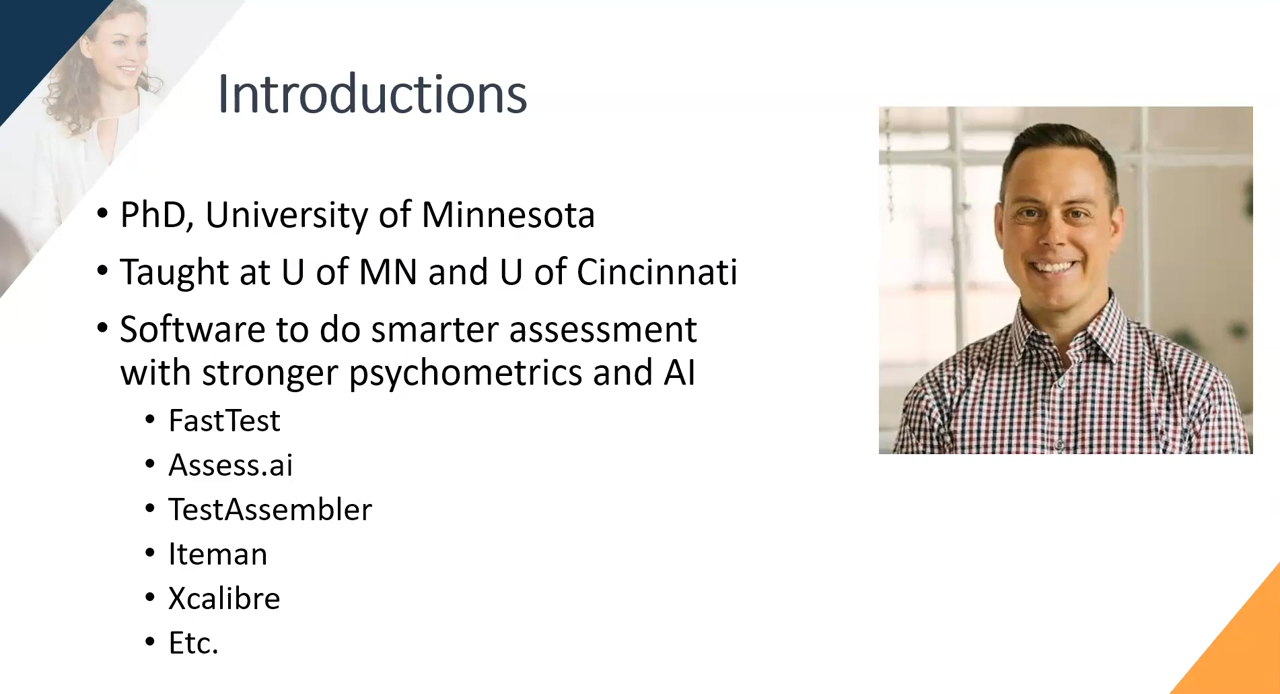 Introductions
• PhD, University of Minnesota
• Taught at U of MN and U of Cincinnati
• Software to do smarter assessment
with stronger psychometrics and AI
• FastTest
• Assess.ai
• TestAssembler
• Iteman
• Xcalibre
• Etc.